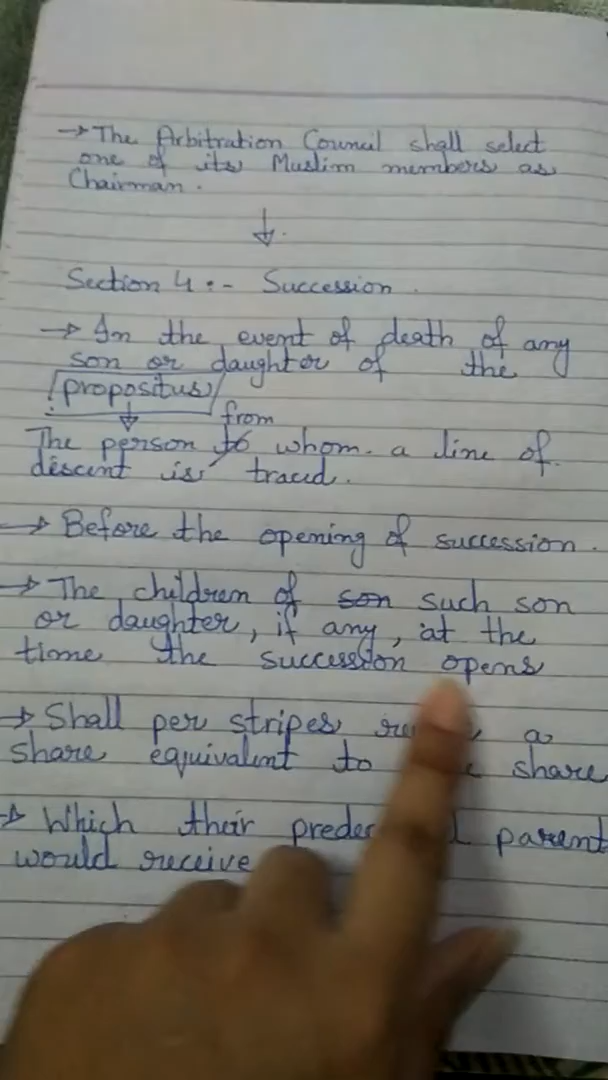 → The Arbitration Council shall select
one of its Muslim members as
Chairman.
↓
Section 4 :- Succession.
→ In the event of death of any
son or daughter of the
propositus
↓ from
The person to whom a line of
descent is traced.
→ Before the opening of succession.
→ The children of son such son
or daughter, if any, at the
time the succession opens
→ Shall per stripes a
share equivalent to share
→ Which their parent
would receive